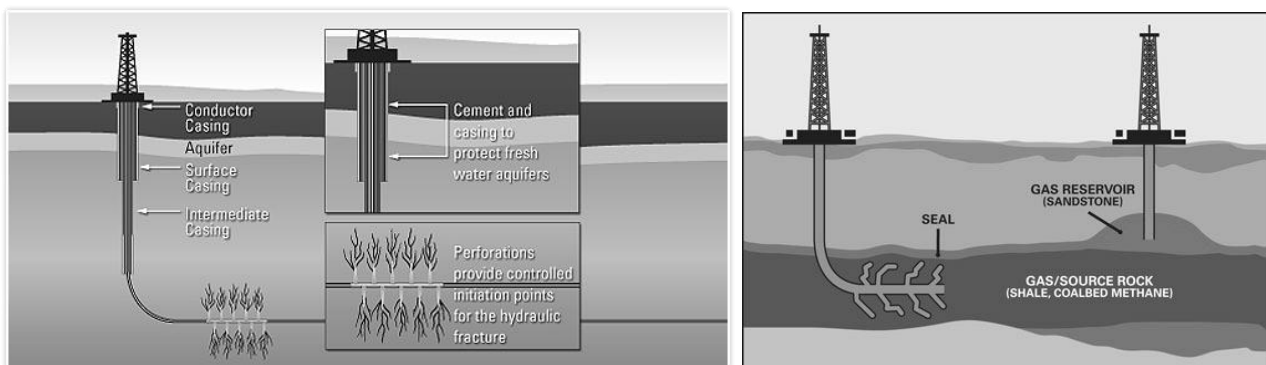 Conductor
Casing
Aquifer
Surface
Casing
Intermediate
Casing
Cement and
casing to
protect fresh
water aquifers
Perforations
provide controlled
initiation points
for the hydraulic
fracture
SEAL
GAS RESERVOIR
(SANDSTONE)
GAS/SOURCE ROCK
(SHALE, COALBED METHANE)